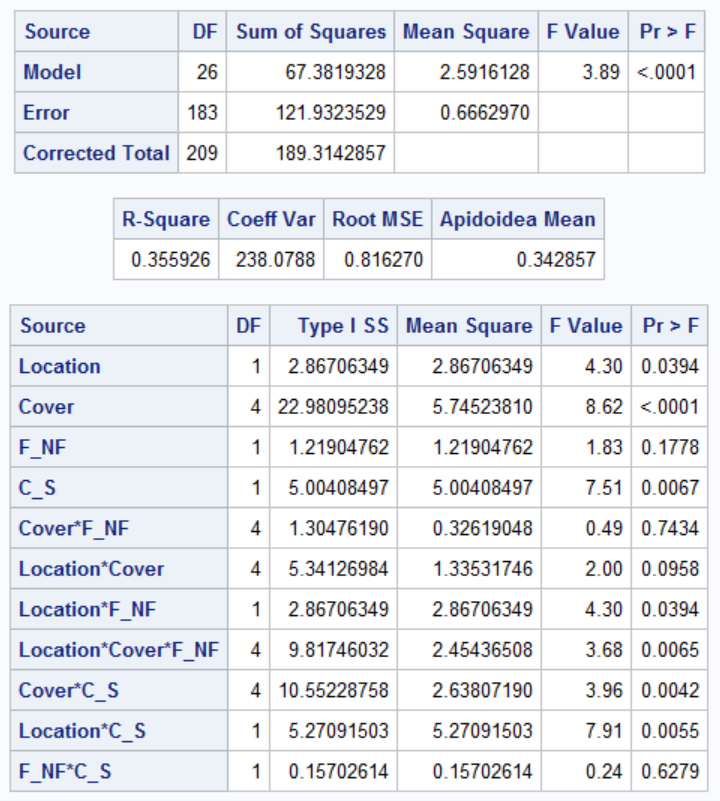 Source DF Sum of Squares Mean Square F Value Pr > F
Model 26 67.3819328 2.5916128 3.89 <.0001
Error 183 121.9323529 0.6662970
Corrected Total 209 189.3142857
R-Square Coeff Var Root MSE Apidoidea Mean
0.355926 238.0788 0.816270 0.342857
Source DF Type I SS Mean Square F Value Pr > F
Location 1 2.86706349 2.86706349 4.30 0.0394
Cover 4 22.98095238 5.74523810 8.62 <.0001
F_NF 1 1.21904762 1.21904762 1.83 0.1778
C_S 1 5.00408497 5.00408497 7.51 0.0067
Cover*F_NF 4 1.30476190 0.32619048 0.49 0.7434
Location*Cover 4 5.34126984 1.33531746 2.00 0.0958
Location*F_NF 1 2.86706349 2.86706349 4.30 0.0394
Location*Cover*F_NF 4 9.81746032 2.45436508 3.68 0.0065
Cover*C_S 4 10.55228758 2.63807190 3.96 0.0042
Location*C_S 1 5.27091503 5.27091503 7.91 0.0055
F_NF*C_S 1 0.15702614 0.15702614 0.24 0.6279